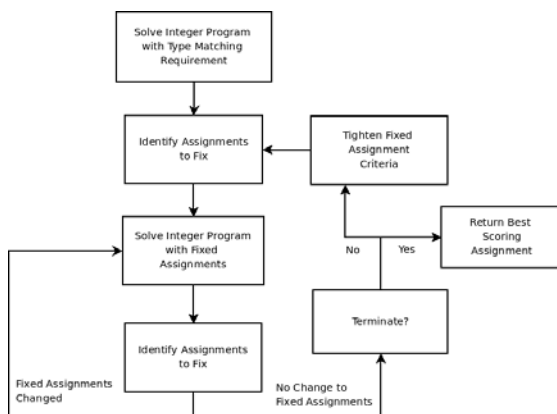 Solve Integer Program
with Type Matching
Requirement
Identify Assignments
to Fix
Tighten Fixed
Assignment
Criteria
Solve Integer Program
with Fixed
Assignments
Return Best
Scoring
Assignment
No
Yes
Identify Assignments
to Fix
Terminate?
Fixed Assignments
Changed
No Change to
Fixed Assignments